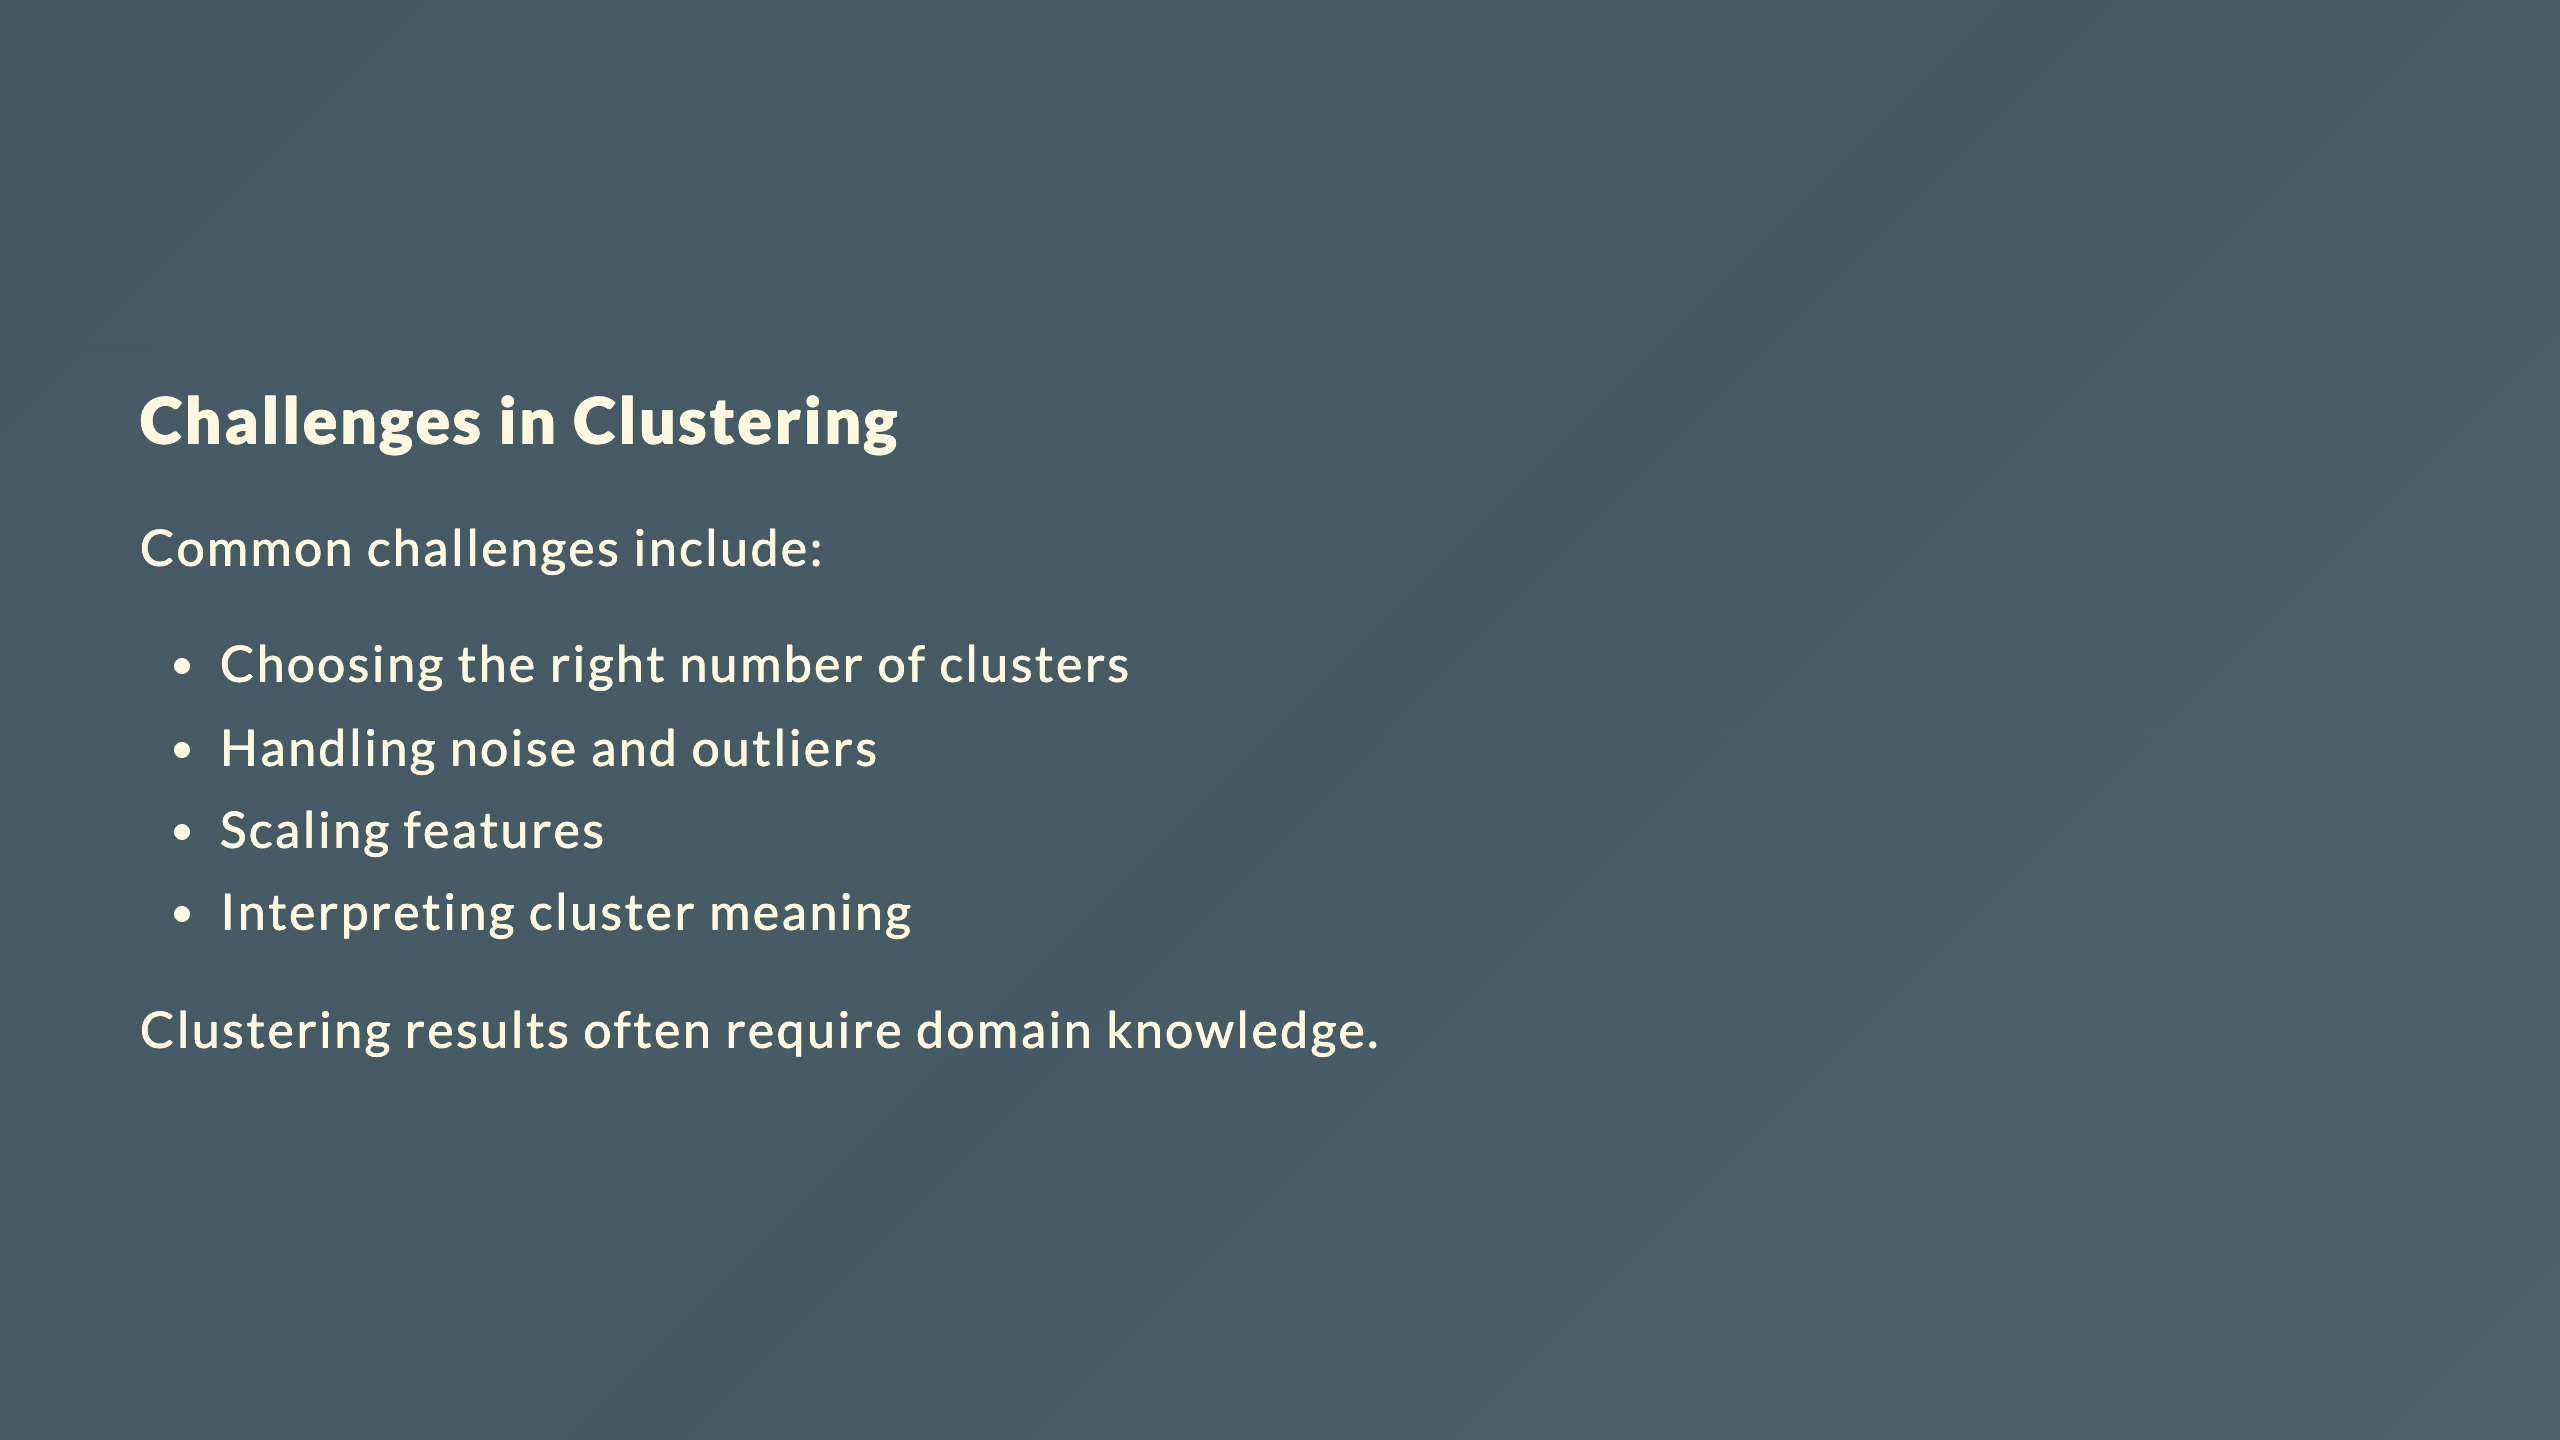 Challenges in Clustering
Common challenges include:
• Choosing the right number of clusters
• Handling noise and outliers
• Scaling features
• Interpreting cluster meaning
Clustering results often require domain knowledge.